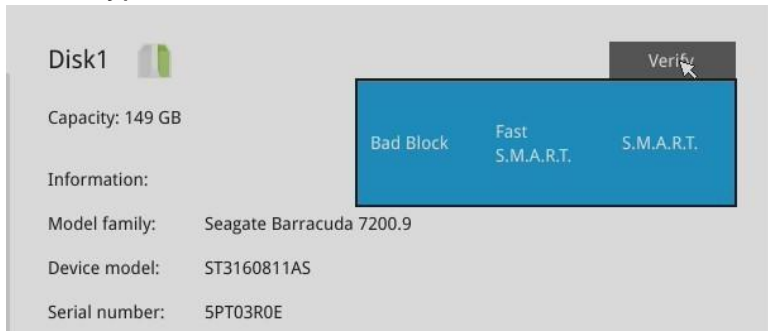 Disk1
Verify
Capacity: 149 GB
Bad Block
Fast
S.M.A.R.T.
S.M.A.R.T.
Information:
Model family: Seagate Barracuda 7200.9
Device model: ST3160811AS
Serial number: 5PT03R0E